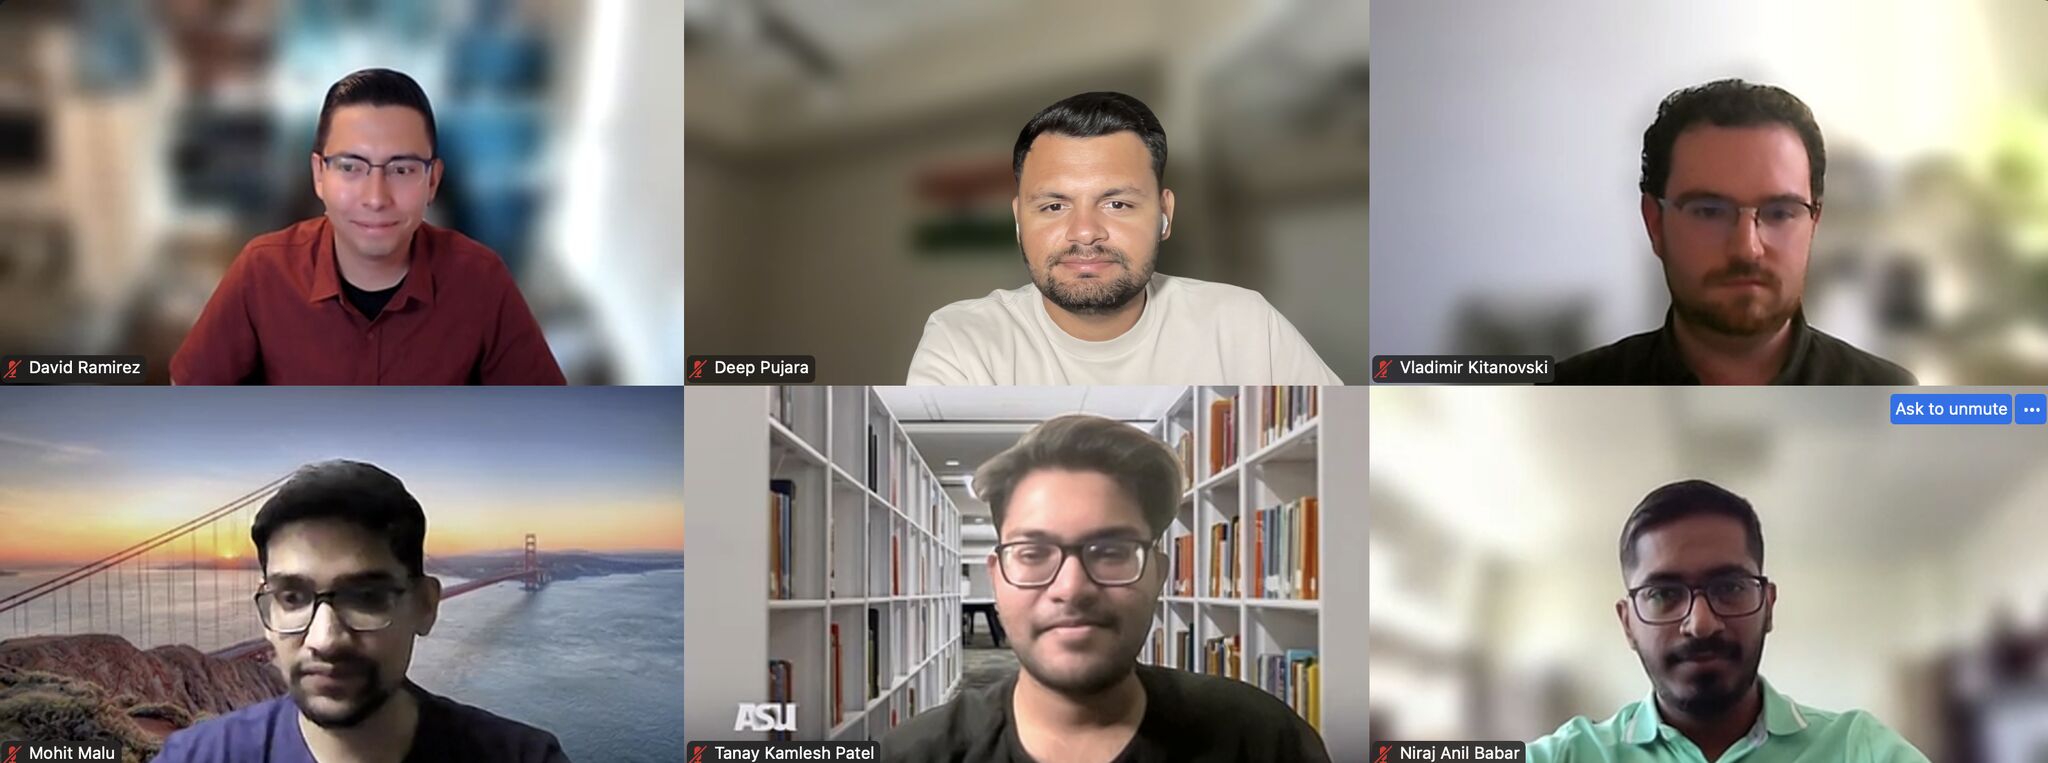 David Ramirez
Deep Pujara
Vladimir Kitanovski
Ask to unmute
ASU
Mohit Malu
Tanay Kamlesh Patel
Niraj Anil Babar